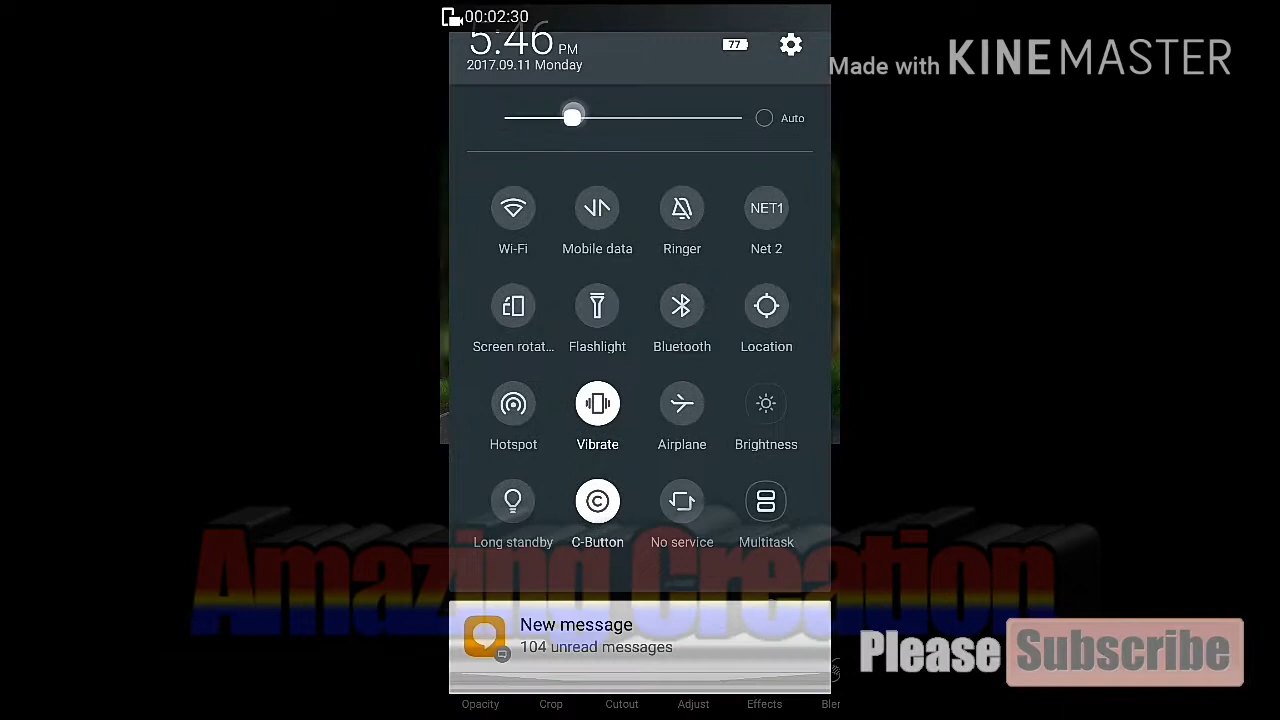 00:02:30
5:46 PM
77
2017.09.11 Monday
Made with KINEMASTER
Auto
NET1
Wi-Fi
Mobile data
Ringer
Net 2
Screen rotat...
Flashlight
Bluetooth
Location
Hotspot
Vibrate
Airplane
Brightness
Long standby
C-Button
No service
Multitask
Amazing Creation
New message
104 unread messages
Please Subscribe
Opacity
Crop
Cutout
Adjust
Effects
Bler